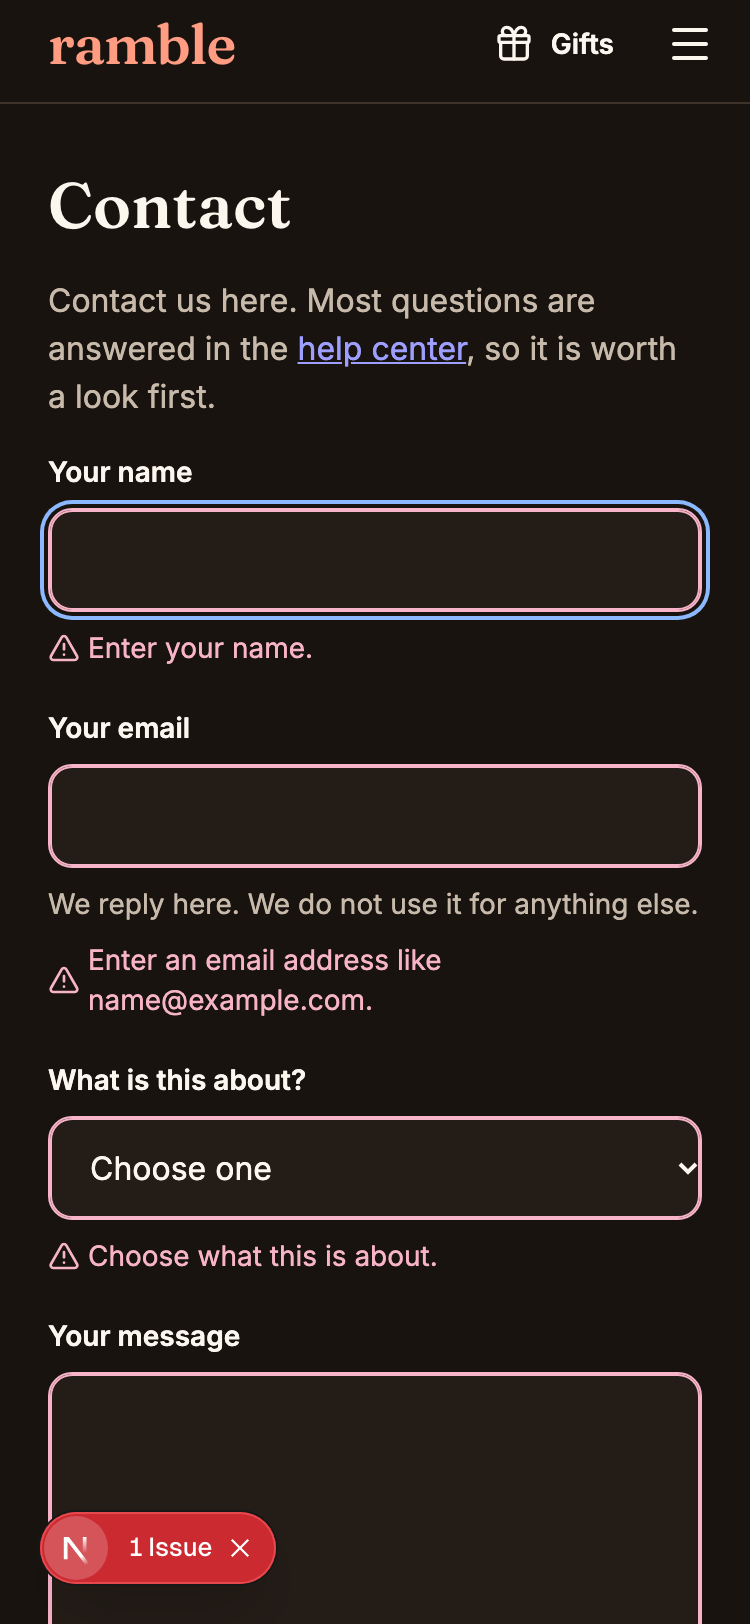 ramble
Gifts
Contact
Contact us here. Most questions are
answered in the help center, so it is worth
a look first.
Your name
Enter your name.
Your email
We reply here. We do not use it for anything else.
Enter an email address like
name@example.com.
What is this about?
Choose one
Choose what this is about.
Your message
N
1 Issue